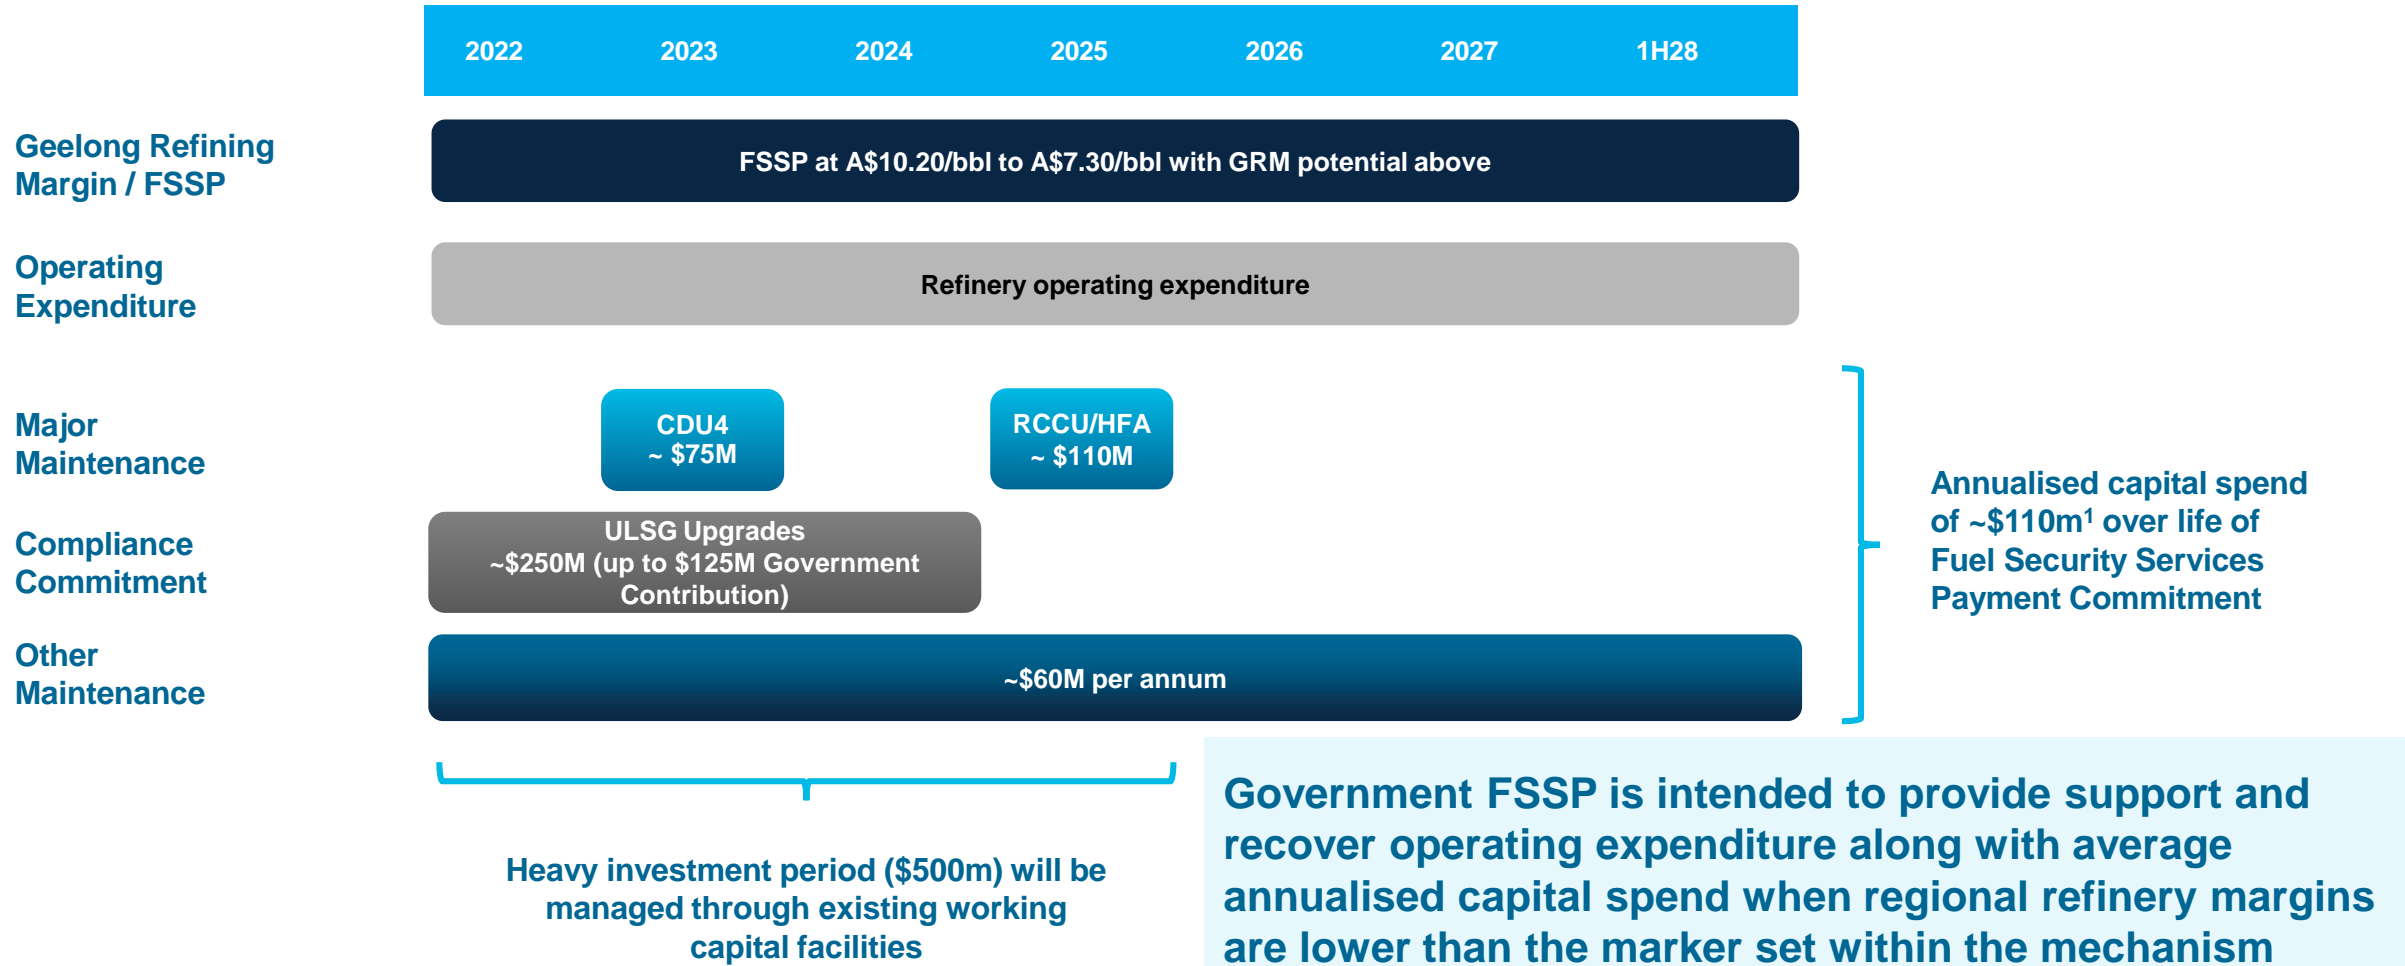 2022 2023 2024 2025 2026 2027 1H28
Geelong Refining
Margin / FSSP
FSSP at A$10.20/bbl to A$7.30/bbl with GRM potential above
Operating
Expenditure
Refinery operating expenditure
Major
Maintenance
CDU4
~ $75M
RCCU/HFA
~ $110M
Compliance
Commitment
ULSG Upgrades
~$250M (up to $125M Government
Contribution)
Other
Maintenance
~$60M per annum
Annualised capital spend
of ~$110m¹ over life of
Fuel Security Services
Payment Commitment
Heavy investment period ($500m) will be
managed through existing working
capital facilities
Government FSSP is intended to provide support and
recover operating expenditure along with average
annualised capital spend when regional refinery margins
are lower than the marker set within the mechanism